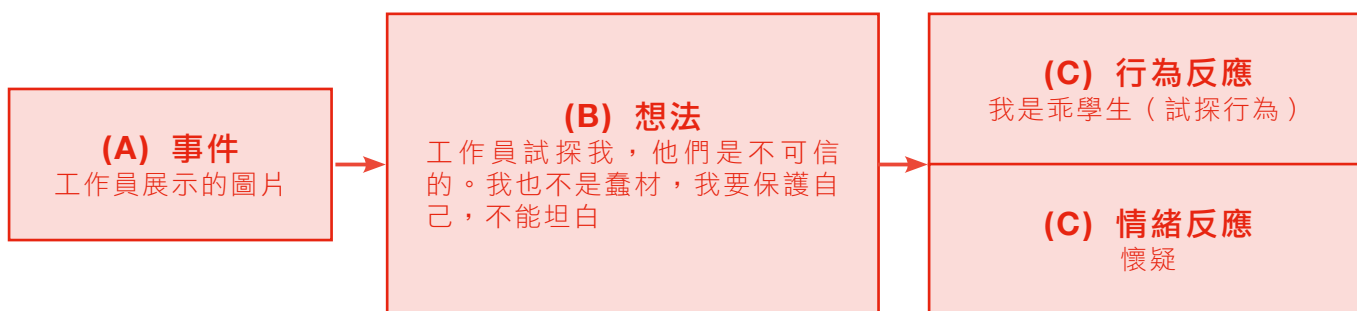 (A) 事件
工作員展示的圖片
(B) 想法
工作員試探我，他們是不可信
的。我也不是蠢材，我要保護自
己，不能坦白
(C) 行為反應
我是乖學生（試探行為）
(C) 情緒反應
懷疑